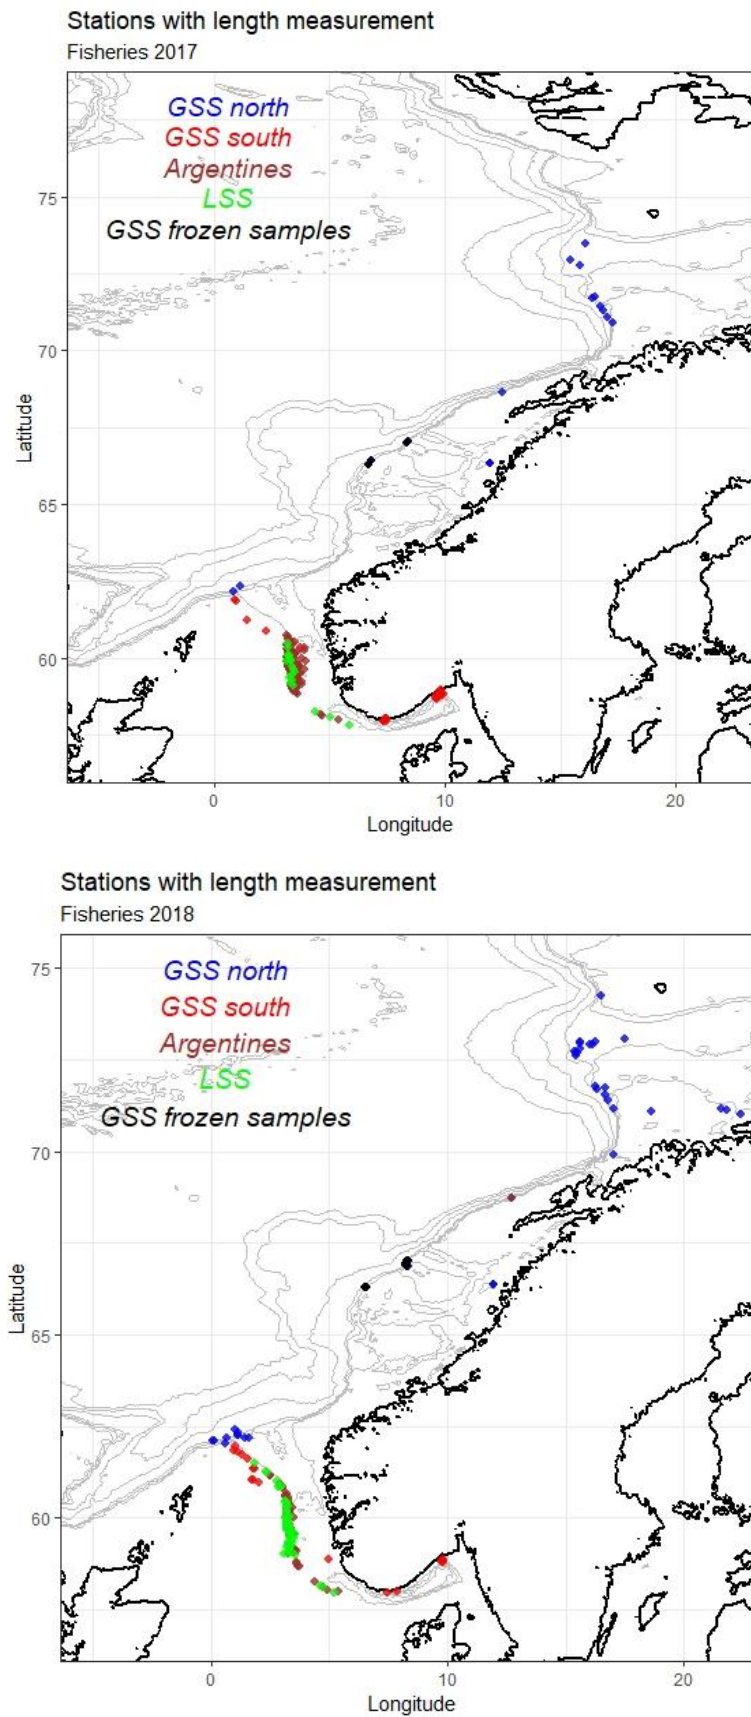 Stations with length measurement
Fisheries 2017
GSS north
GSS south
Argentines
LSS
GSS frozen samples
75
70
65
60
Latitude
0 10 20
Longitude
Stations with length measurement
Fisheries 2018
GSS north
GSS south
Argentines
LSS
GSS frozen samples
75
70
65
60
Latitude
0 10 20
Longitude